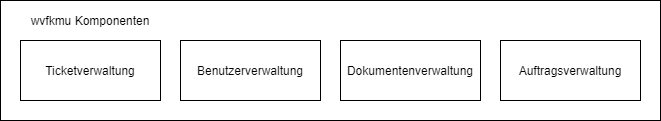 wvfkmu Komponenten
Ticketverwaltung
Benutzerverwaltung
Dokumentenverwaltung
Auftragsverwaltung